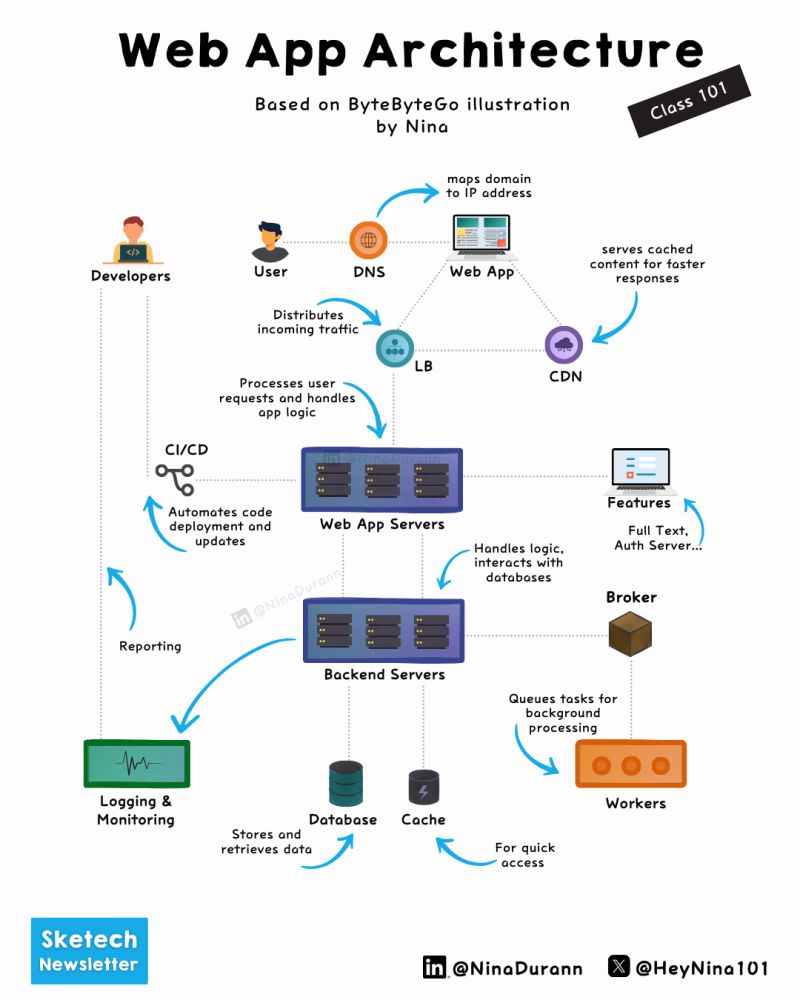 Web App Architecture
Class 101
Based on ByteByteGo illustration
by Nina
maps domain
to IP address
Developers
User
DNS
Web App
serves cached
content for faster
responses
Distributes
incoming traffic
LB
CDN
Processes user
requests and handles
app logic
CI/CD
in @NinaDurann
Web App Servers
Features
Automates code
deployment and
updates
Full Text,
Auth Server...
Handles logic,
interacts with
databases
in @NinaDurann
Broker
Backend Servers
Reporting
Queues tasks for
background
processing
Logging &
Monitoring
Database
Cache
Workers
Stores and
retrieves data
For quick
access
Sketech
Newsletter
in @NinaDurann
X @HeyNina101